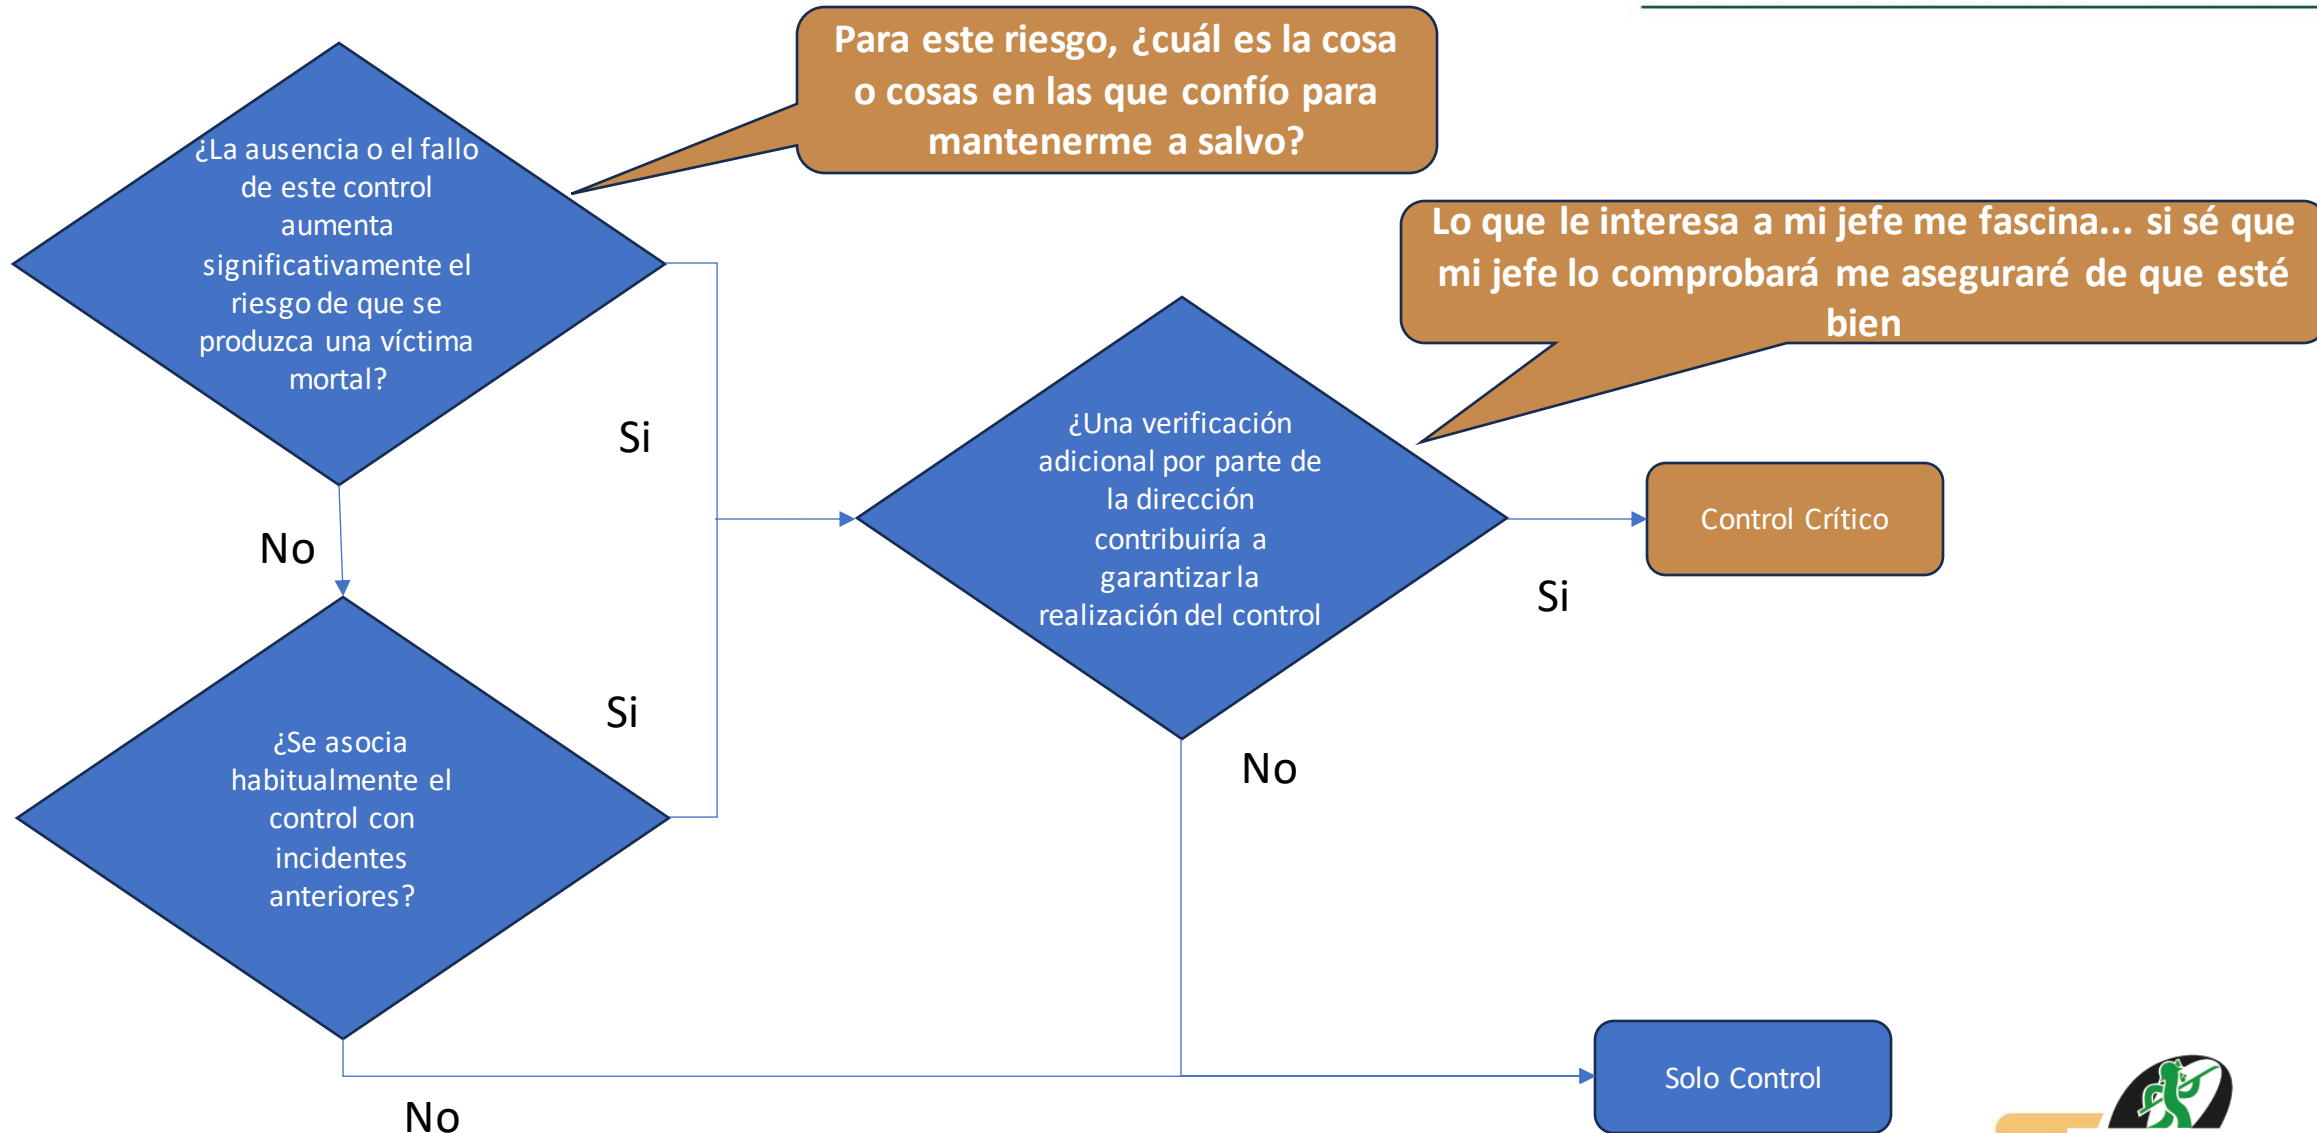 Para este riesgo, ¿cuál es la cosa
o cosas en las que confío para
mantenerme a salvo?
¿La ausencia o el fallo
de este control
aumenta
significativamente el
riesgo de que se
produzca una víctima
mortal?
Lo que le interesa a mi jefe me fascina... si sé que
mi jefe lo comprobará me aseguraré de que esté
bien
Si
¿Una verificación
adicional por parte de
la dirección
contribuiría a
garantizar la
realización del control
Control Crítico
No
Si
Si
¿Se asocia
habitualmente el
control con
incidentes
anteriores?
No
Solo Control
No